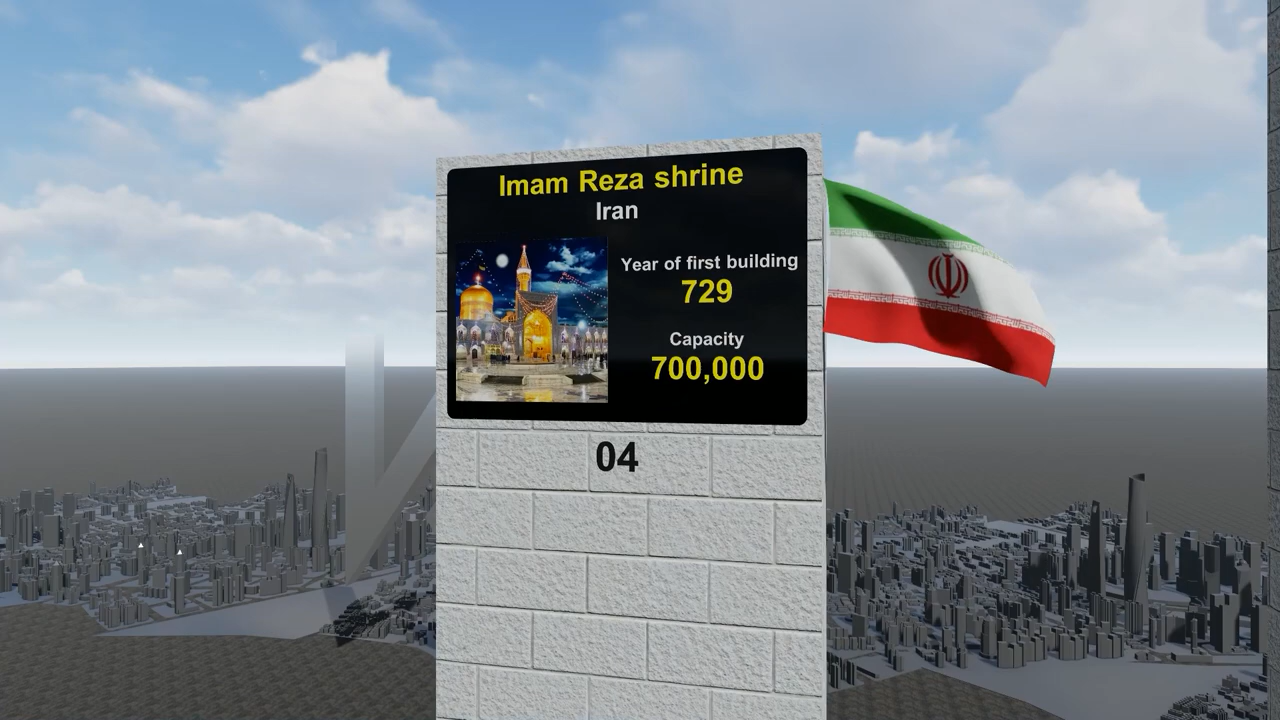 Imam Reza shrine
Iran
Year of first building
729
Capacity
700,000
04